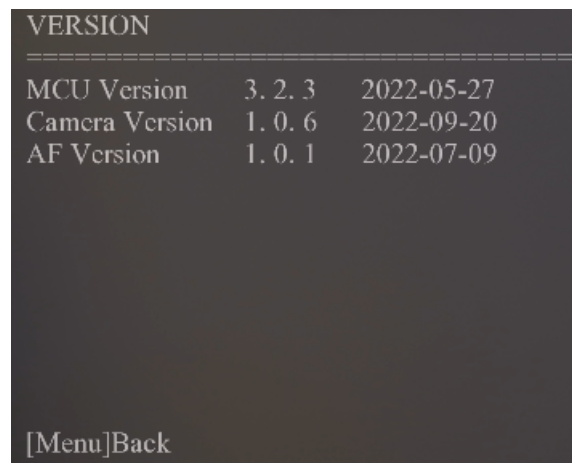 VERSION
====================================
MCU Version 3. 2. 3 2022-05-27
Camera Version 1. 0. 6 2022-09-20
AF Version 1. 0. 1 2022-07-09
[Menu]Back